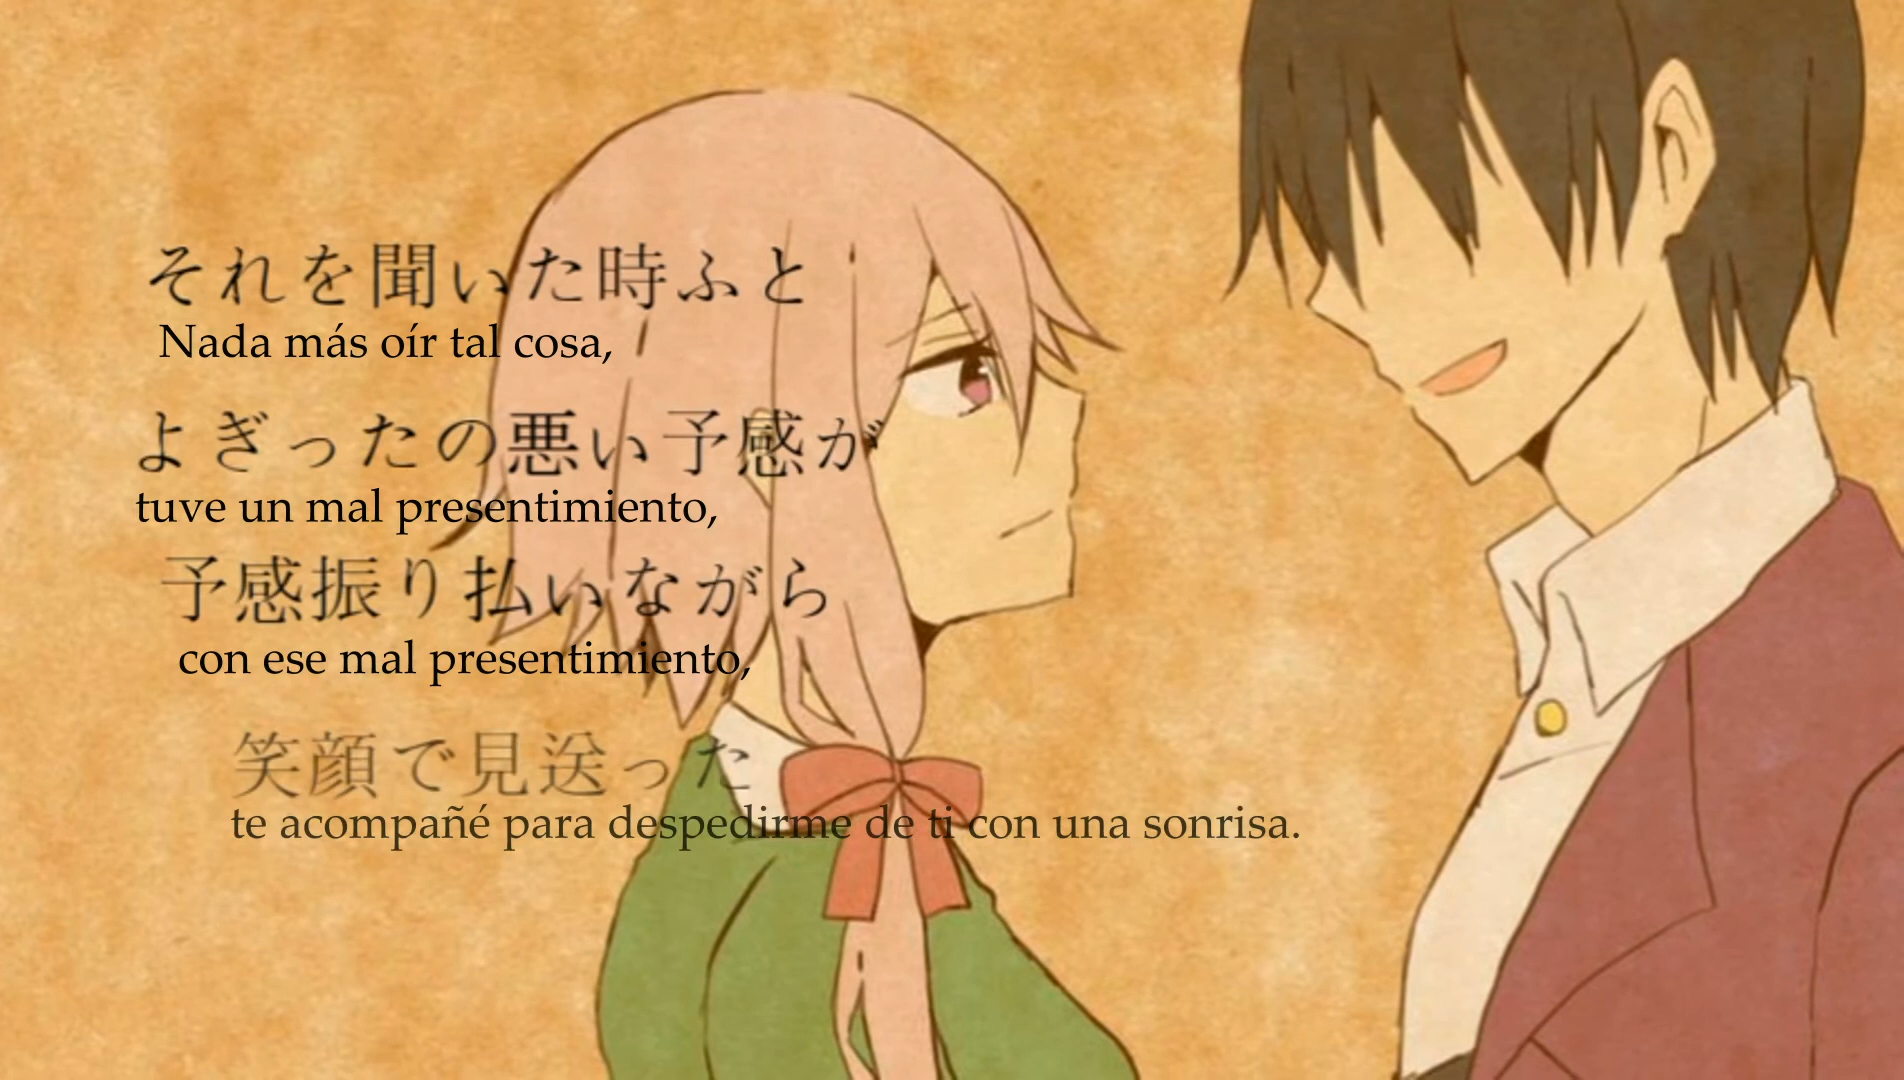 それを聞いた時ふと
Nada más oír tal cosa,
よぎったの悪い予感が
tuve un mal presentimiento,
予感振り払いながら
con ese mal presentimiento,
笑顔で見送った
te acompañé para despedirme de ti con una sonrisa.